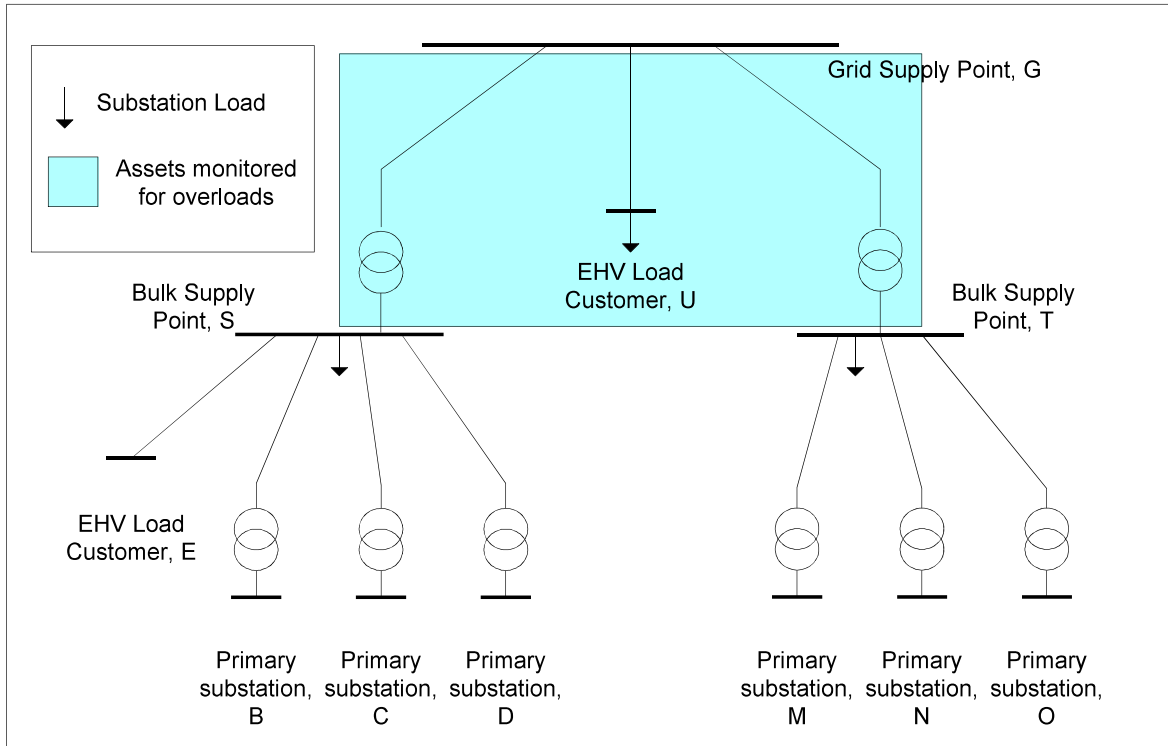 Grid Supply Point, G
Substation Load
Assets monitored
for overloads
EHV Load
Customer, U
Bulk Supply
Point, S
Bulk Supply
Point, T
EHV Load
Customer, E
Primary
substation,
B
Primary
substation,
C
Primary
substation,
D
Primary
substation,
M
Primary
substation,
N
Primary
substation,
O